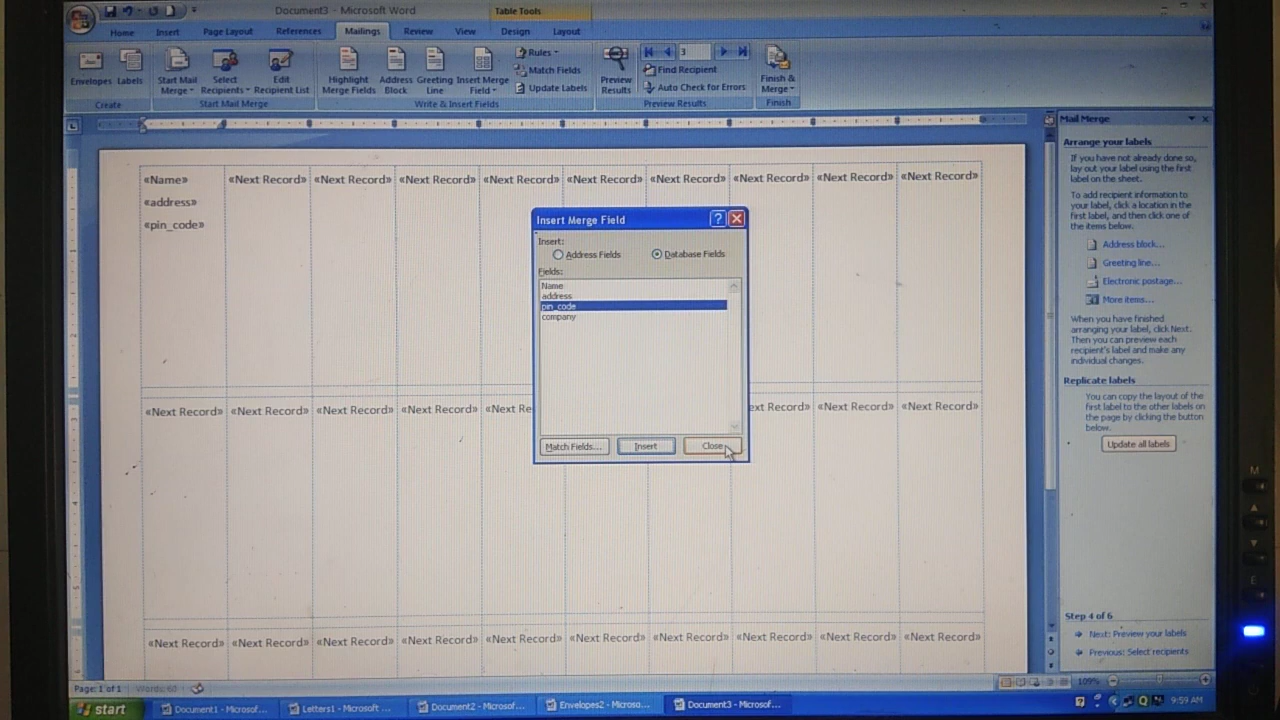 Document3 - Microsoft Word
Table Tools
Home Insert Page Layout References Mailings Review View Design Layout
Envelopes Labels
Start Mail Merge
Select Recipients
Edit Recipient List
Highlight Merge Fields
Address Block
Greeting Line
Insert Merge Field
Rules
Match Fields
Update Labels
Preview Results
3
Find Recipient
Auto Check for Errors
Finish & Merge
Create
Start Mail Merge
Write & Insert Fields
Preview Results
Finish
«Name» «Next Record» «Next Record» «Next Record» «Next Record» «Next Record» «Next Record» «Next Record» «Next Record» «Next Record»
«address»
«pin_code»
«Next Record» «Next Record» «Next Record» «Next Record» «Next Re ext Record» «Next Record» «Next Record»
«Next Record» «Next Record» «Next Record» «Next Record» «Next Record» «Next Record» «Next Record» «Next Record» «Next Record» «Next Record»
Insert Merge Field
?
Insert:
Address Fields Database Fields
Fields:
Name
address
pin_code
company
Match Fields... Insert Close
Mail Merge
Arrange your labels
If you have not already done so,
lay out your label using the first
label on the sheet.
To add recipient information to
your label, click a location in the
first label, and then click one of
the items below.
Address block...
Greeting line...
Electronic postage...
More items...
When you have finished
arranging your label, click Next.
Then you can preview each
recipient's label and make any
individual changes.
Replicate labels
You can copy the layout of the
first label to the other labels on
the page by clicking the button
below.
Update all labels
Step 4 of 6
Next: Preview your labels
Previous: Select recipients
Page: 1 of 1
109%
start
Document1 - Microsof...
Letters1 - Microsoft ...
Document2 - Microsof...
Envelopes2 - Microso...
Document3 - Microsof...
9:59 AM
M
E